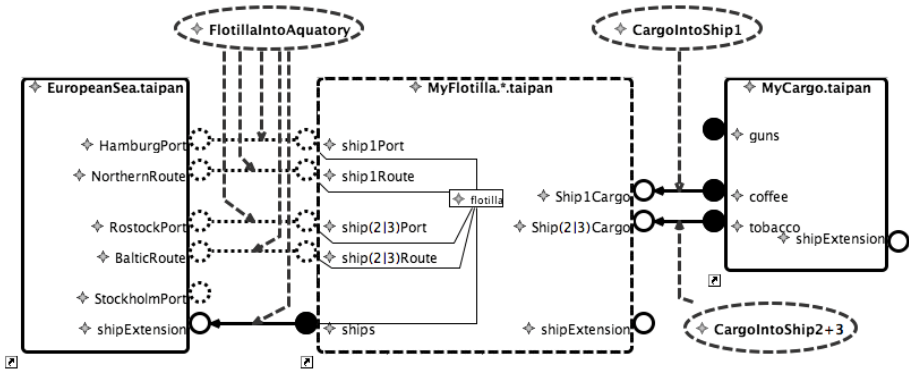 FlotillaIntoAquatory
CargoIntoShip1
EuropeanSea.taipan
MyFlotilla.*.taipan
MyCargo.taipan
HamburgPort
NorthernRoute
RostockPort
BalticRoute
StockholmPort
shipExtension
ship1Port
ship1Route
flotilla
ship(2|3)Port
ship(2|3)Route
ships
Ship1Cargo
Ship(2|3)Cargo
shipExtension
guns
coffee
tobacco
shipExtension
CargoIntoShip2+3